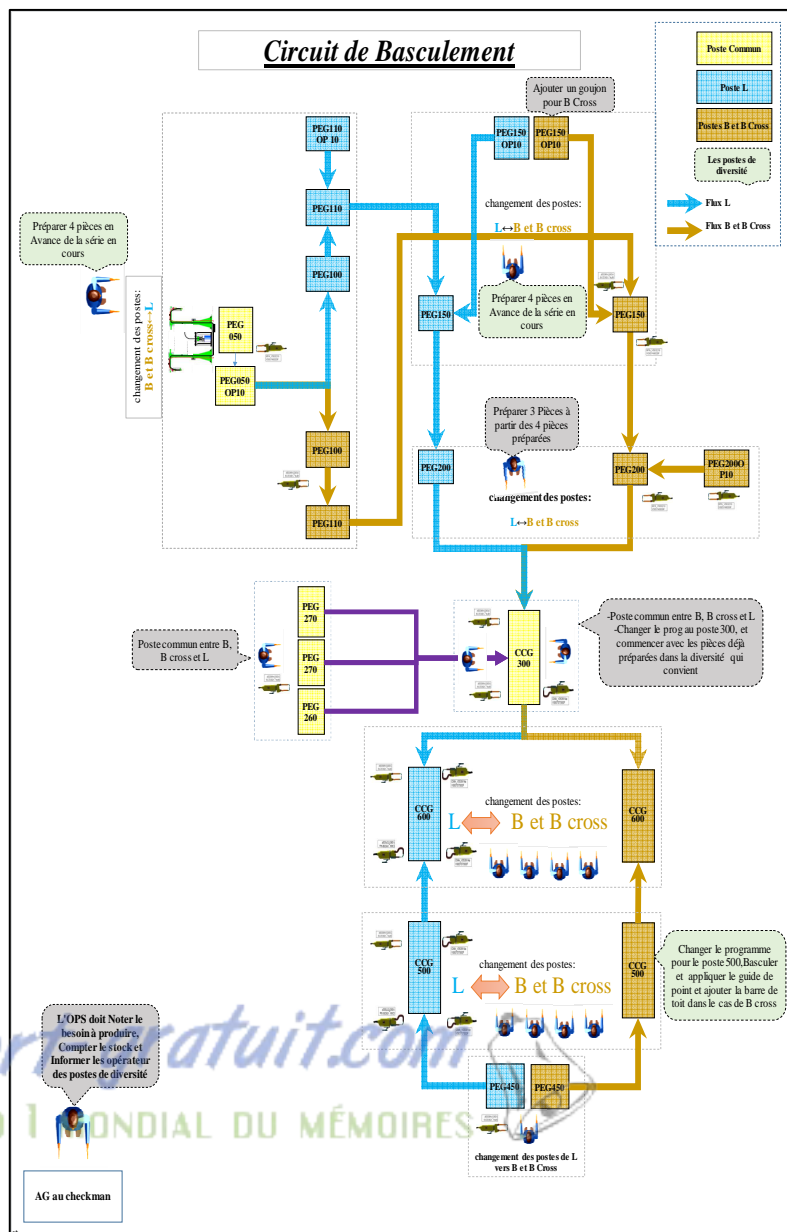 Circuit de Basculement
Poste Commun
Poste L
Postes B et B Cross
Les postes de
diversité
Flux L
Flux B et B Cross
Ajouter un goujon
pour B Cross
PEG110
OP 10
PEG150
OP10
PEG150
OP10
PEG110
changement des postes:
L↔B et B cross
Préparer 4 pièces en
Avance de la série en
cours
PEG100
Préparer 4 pièces en
Avance de la série en
cours
changement des postes:
B et B cross↔L
PEG
050
PEG150
PEG150
PEG050
OP10
PEG100
Préparer 3 Pièces à
partir des 4 pièces
préparées
PEG200
PEG200
PEG200O
P10
changement des postes:
L↔B et B cross
PEG110
PEG
270
PEG
270
PEG
260
Poste commun entre B,
B cross et L
CCG
300
-Poste commun entre B, B cross et L
-Changer le prog au poste 300, et
commencer avec les pièces déjà
préparées dans la diversité qui
convient
CCG
600
changement des postes:
L B et B cross
CCG
600
CCG
500
changement des postes:
L B et B cross
CCG
500
Changer le programme
pour le poste 500,Basculer
et appliquer le guide de
point et ajouter la barre de
toit dans le cas de B cross
L'OPS doit Noter le
besoin à produire,
Compter le stock et
Informer les opérateur
des postes de diversité
PEG450
PEG450
changement des postes de L
vers B et B Cross
AG au checkman
ort-gratuit.com
1 MONDIAL DU MÉMOIRES